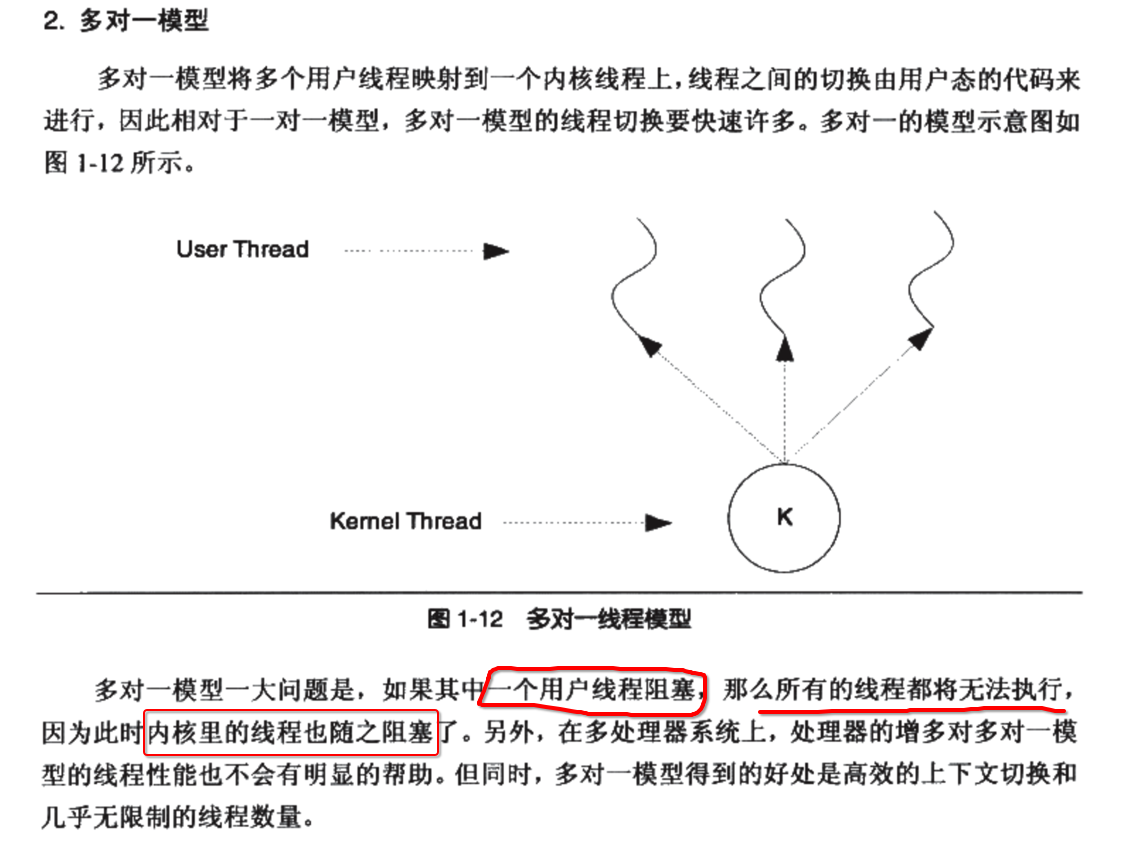 2. 多对一模型
多对一模型将多个用户线程映射到一个内核线程上，线程之间的切换由用户态的代码来
进行，因此相对于一对一模型，多对一模型的线程切换要快速许多。多对一的模型示意图如
图 1-12 所示。
User Thread
Kernel Thread
K
图 1-12 多对一线程模型
多对一模型一大问题是，如果其中一个用户线程阻塞，那么所有的线程都将无法执行，
因为此时内核里的线程也随之阻塞了。另外，在多处理器系统上，处理器的增多对多对一模
型的线程性能也不会有明显的帮助。但同时，多对一模型得到的好处是高效的上下文切换和
几乎无限制的线程数量。